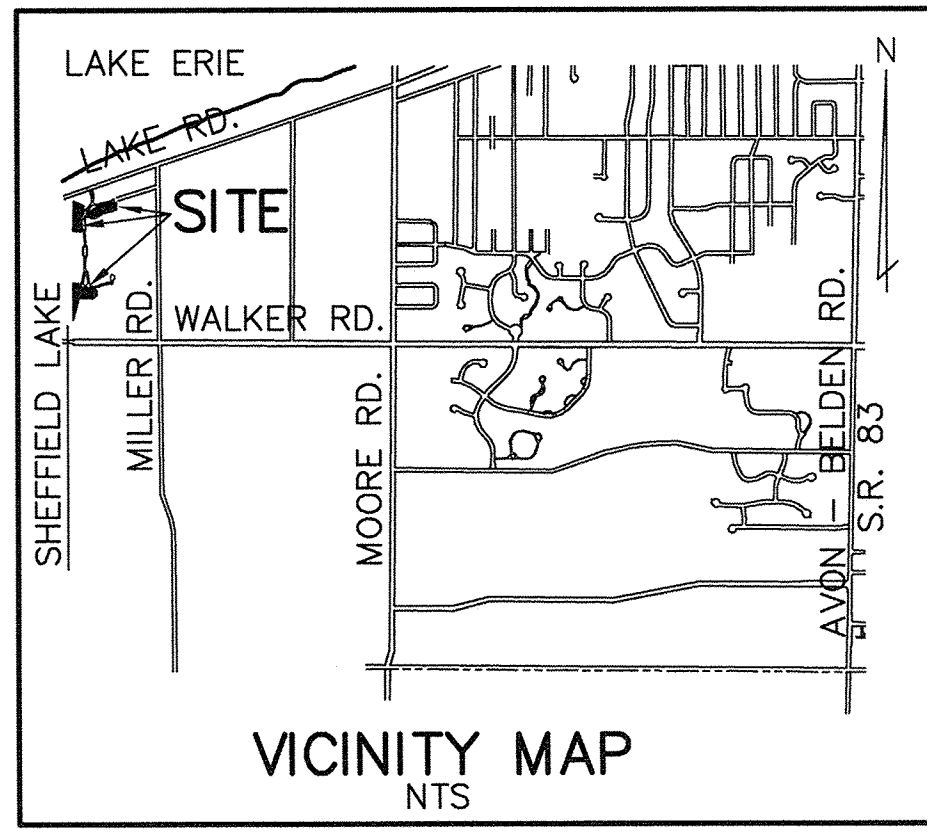 LAKE ERIE
N
LAKE RD.
SITE
WALKER RD.
SHEFFIELD LAKE
MILLER RD.
MOORE RD.
AVON - BELDEN RD.
S.R. 83
VICINITY MAP
NTS